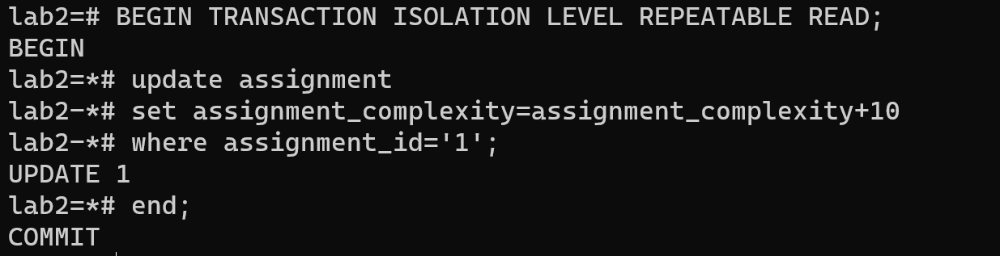 lab2=# BEGIN TRANSACTION ISOLATION LEVEL REPEATABLE READ;
BEGIN
lab2=*# update assignment
lab2-*# set assignment_complexity=assignment_complexity+10
lab2-*# where assignment_id='1';
UPDATE 1
lab2=*# end;
COMMIT